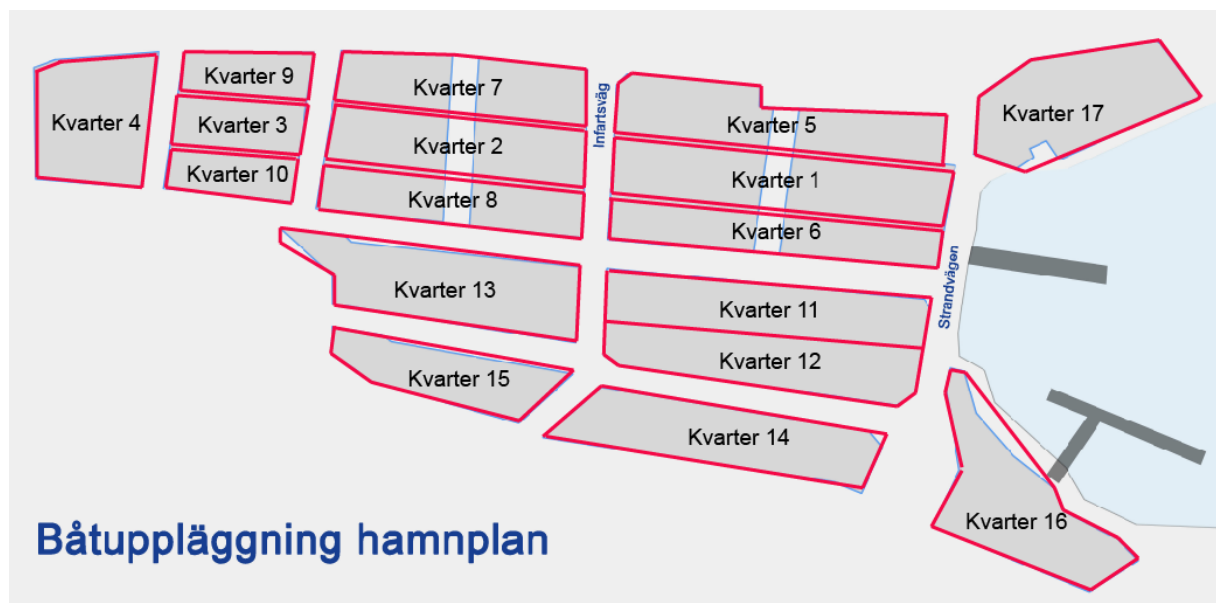 Kvarter 9
Kvarter 7
Kvarter 17
Kvarter 4
Kvarter 3
Kvarter 2
Infartsväg
Kvarter 5
Kvarter 10
Kvarter 8
Kvarter 1
Kvarter 6
Kvarter 13
Kvarter 11
Strandvägen
Kvarter 15
Kvarter 12
Kvarter 14
Kvarter 16
Båtuppläggning hamnplan